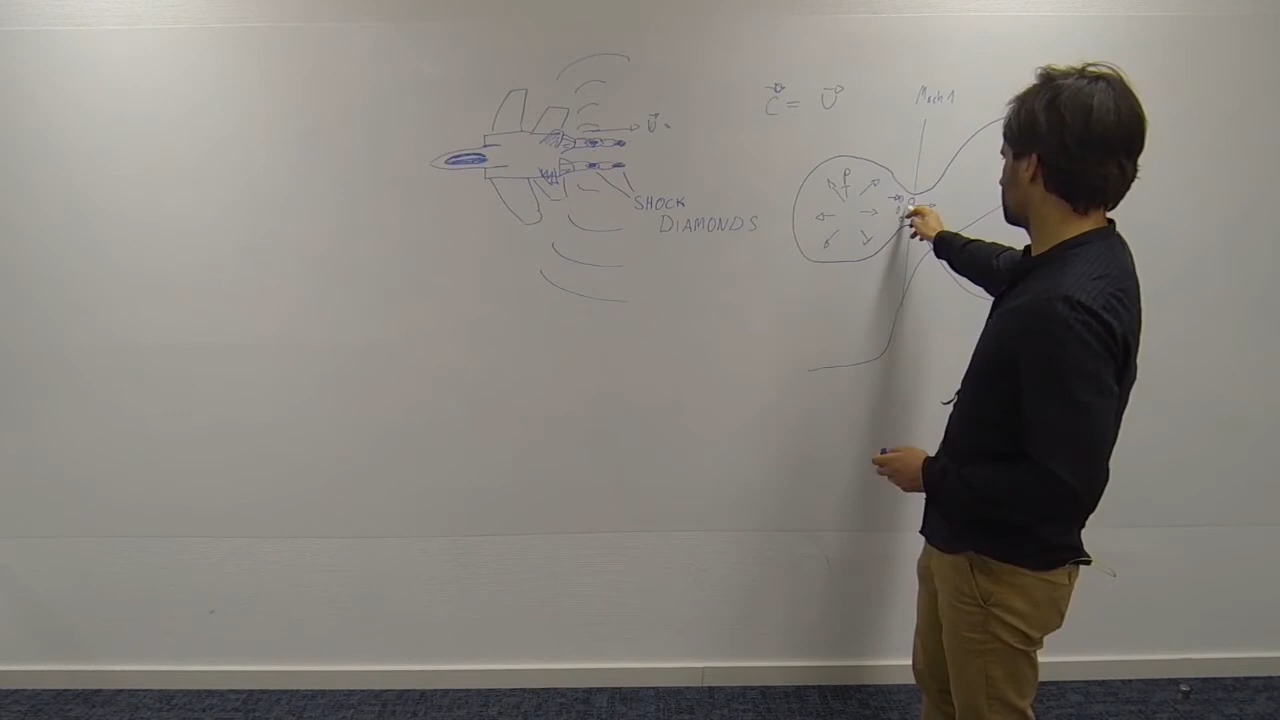 U =
SHOCK
DIAMONDS
C = U
Mach 1
P